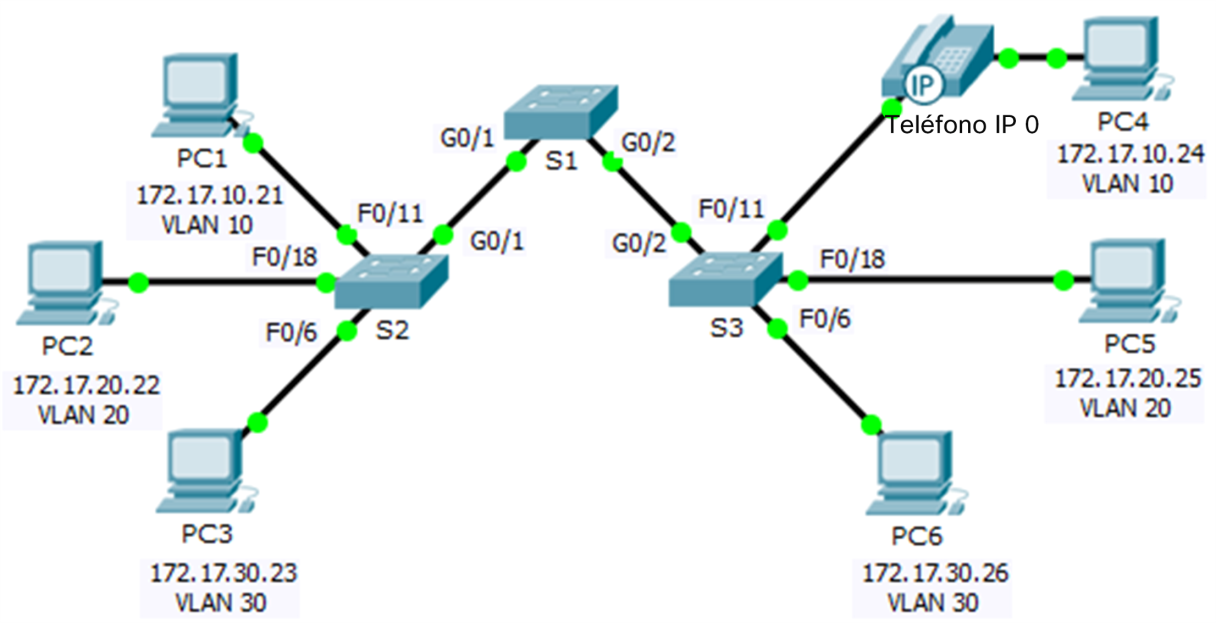 PC1
172.17.10.21
VLAN 10
PC2
172.17.20.22
VLAN 20
PC3
172.17.30.23
VLAN 30
F0/11
F0/18
F0/6
S2
G0/1
G0/1
S1
G0/2
G0/2
S3
F0/11
F0/18
F0/6
IP
Teléfono IP 0
PC4
172.17.10.24
VLAN 10
PC5
172.17.20.25
VLAN 20
PC6
172.17.30.26
VLAN 30